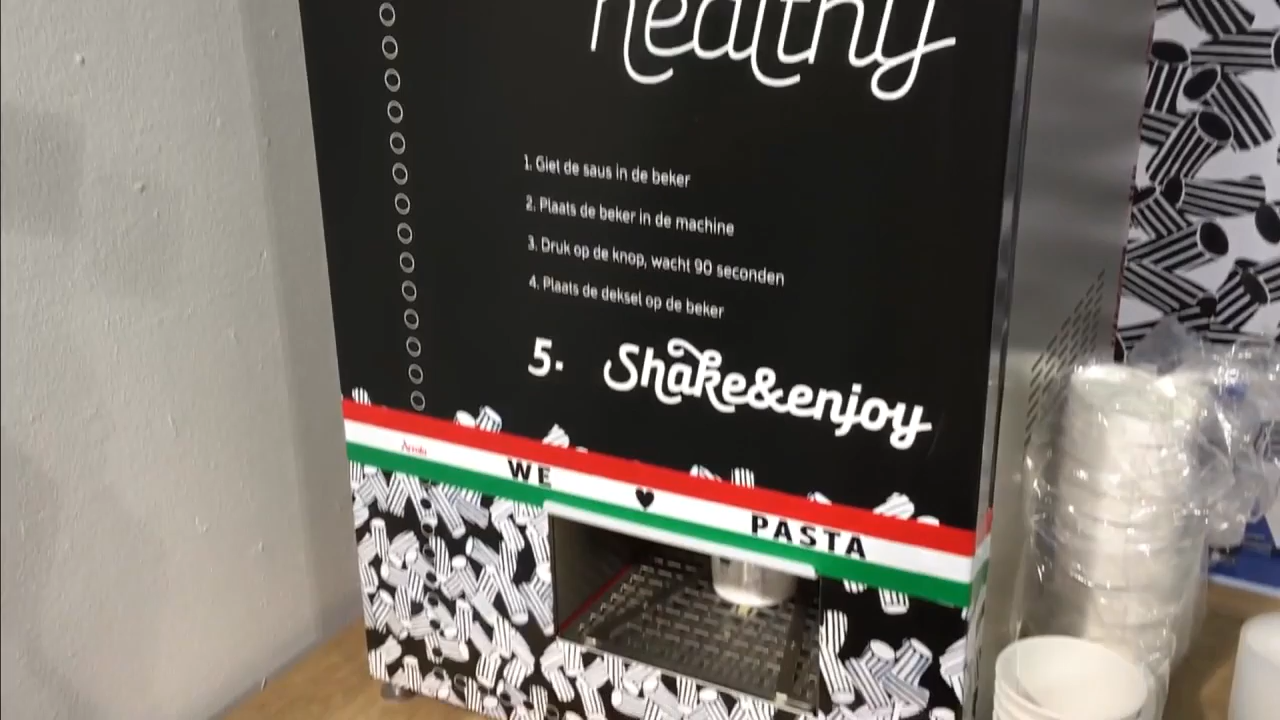 healthy
1. Giet de saus in de beker
2. Plaats de beker in de machine
3. Druk op de knop, wacht 90 seconden
4. Plaats de deksel op de beker
5. Shake&enjoy
WE ♥ PASTA